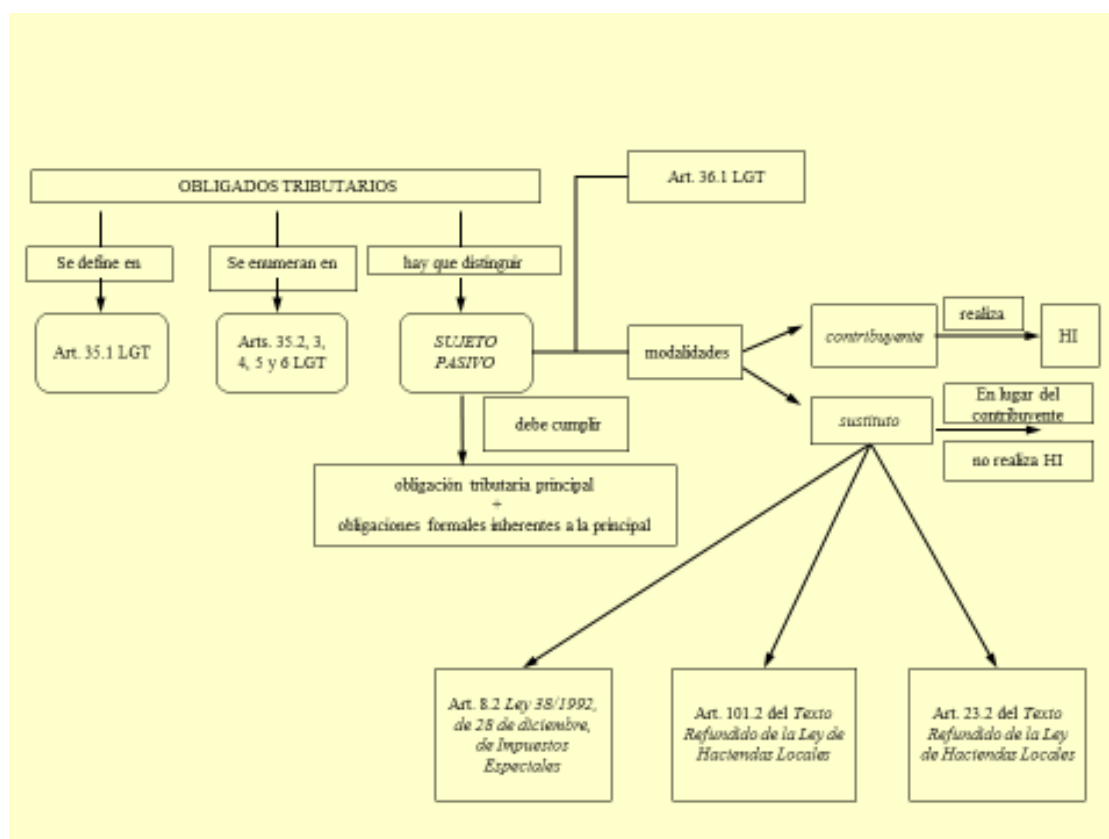 Art. 36.1 LGT
OBLIGADOS TRIBUTARIOS
Se define en
Se enumeran en
hay que distinguir
Art. 35.1 LGT
Arts. 35.2, 3,
4, 5 y 6 LGT
SUJETO
PASIVO
modalidades
contribuyente
realiza
HI
sustituto
En lugar del
contribuyente
no realiza HI
debe cumplir
obligación tributaria principal
+
obligaciones formales inherentes a la principal
Art. 8.2 Ley 38/1992,
de 28 de diciembre,
de Impuestos
Especiales
Art. 101.2 del Texto
Refundido de la Ley de
Haciendas Locales
Art. 23.2 del Texto
Refundido de la Ley
de Haciendas Locales